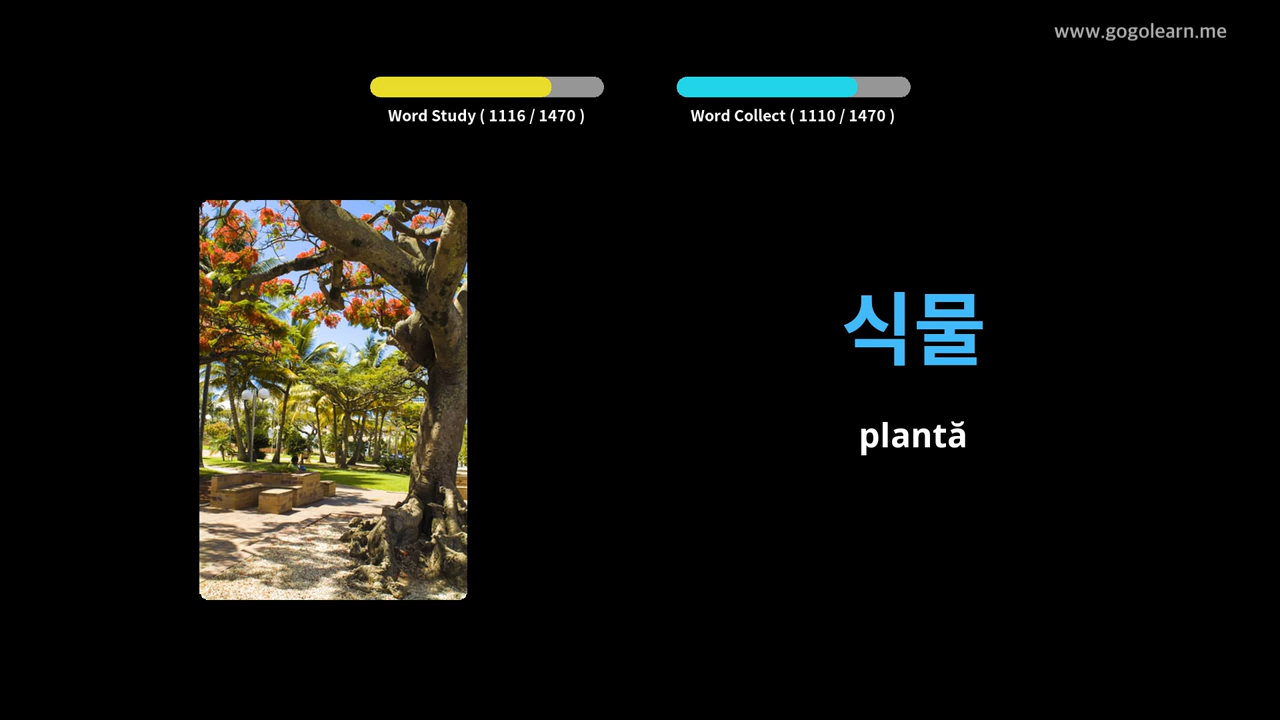 www.gogolearn.me
Word Study ( 1116 / 1470 )
Word Collect ( 1110 / 1470 )
식물
plantă